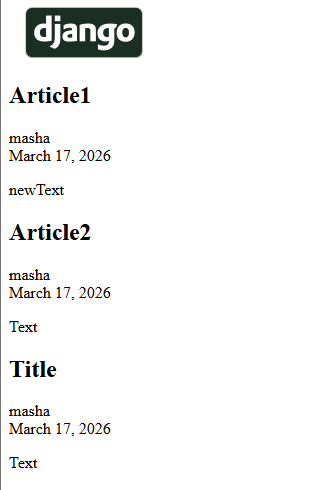 django
Article1
masha
March 17, 2026
newText
Article2
masha
March 17, 2026
Text
Title
masha
March 17, 2026
Text